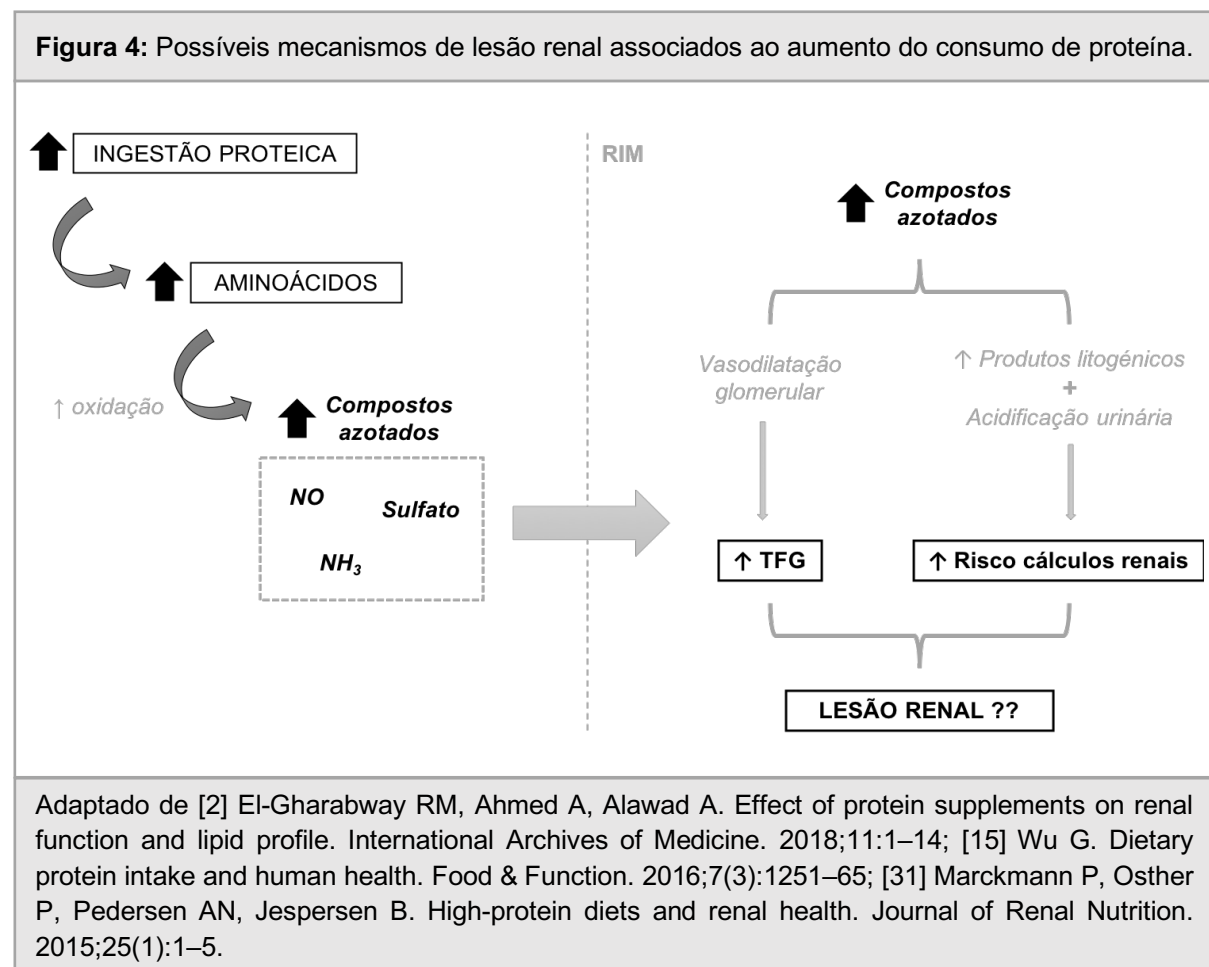 Figura 4: Possíveis mecanismos de lesão renal associados ao aumento do consumo de proteína.
INGESTÃO PROTEICA
AMINOÁCIDOS
↑ oxidação
Compostos
azotados
NO
Sulfato
NH₃
RIM
Compostos
azotados
Vasodilatação
glomerular
↑ Produtos litogénicos
+
Acidificação urinária
↑ TFG
↑ Risco cálculos renais
LESÃO RENAL ??
Adaptado de [2] El-Gharabway RM, Ahmed A, Alawad A. Effect of protein supplements on renal
function and lipid profile. International Archives of Medicine. 2018;11:1–14; [15] Wu G. Dietary
protein intake and human health. Food & Function. 2016;7(3):1251–65; [31] Marckmann P, Osther
P, Pedersen AN, Jespersen B. High-protein diets and renal health. Journal of Renal Nutrition.
2015;25(1):1–5.